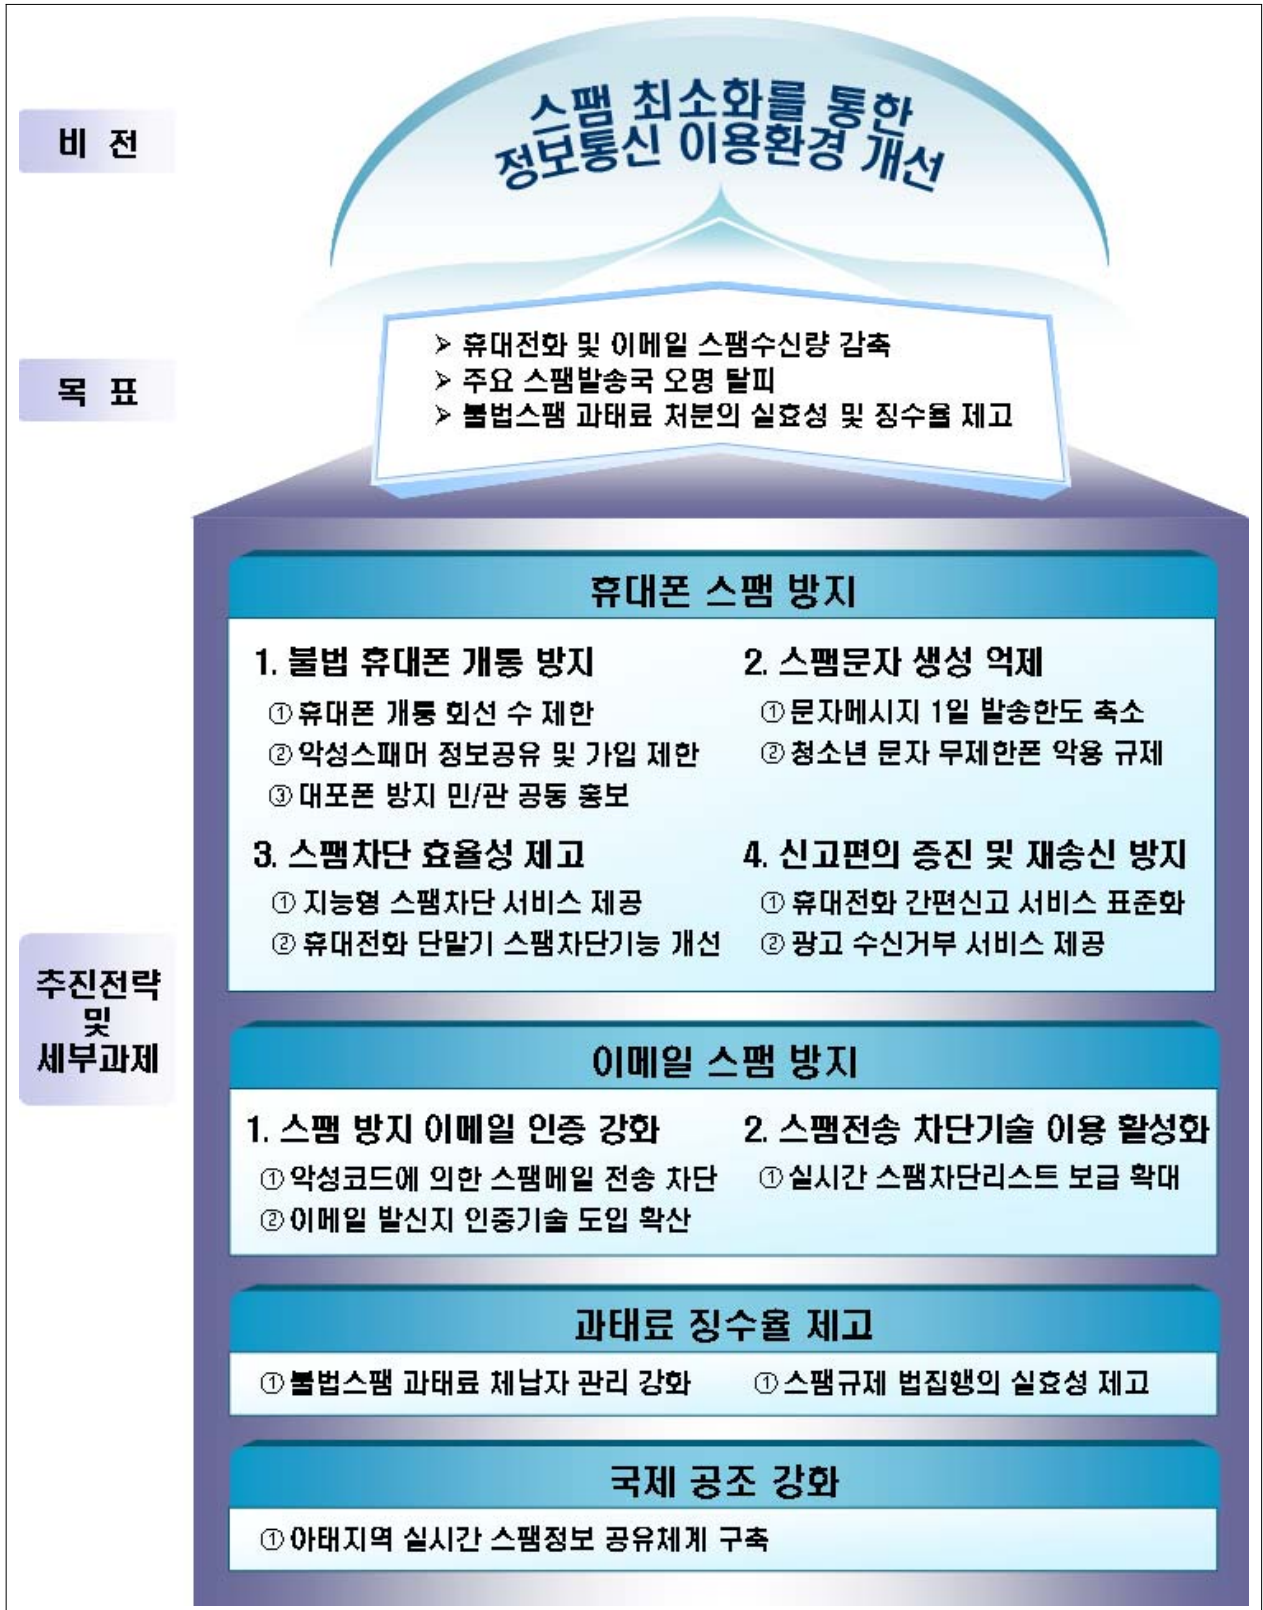 비 전
스팸 최소화를 통한
정보통신 이용환경 개선
목 표
➢ 휴대전화 및 이메일 스팸수신량 감축
➢ 주요 스팸발송국 오명 탈피
➢ 불법스팸 과태료 처분의 실효성 및 징수율 제고
추진전략
및
세부과제
휴대폰 스팸 방지
1. 불법 휴대폰 개통 방지
① 휴대폰 개통 회선 수 제한
② 악성스패머 정보공유 및 가입 제한
③ 대포폰 방지 민/관 공동 홍보
2. 스팸문자 생성 억제
① 문자메시지 1일 발송한도 축소
② 청소년 문자 무제한폰 악용 규제
3. 스팸차단 효율성 제고
① 지능형 스팸차단 서비스 제공
② 휴대전화 단말기 스팸차단기능 개선
4. 신고편의 증진 및 재송신 방지
① 휴대전화 간편신고 서비스 표준화
② 광고 수신거부 서비스 제공
이메일 스팸 방지
1. 스팸 방지 이메일 인증 강화
① 악성코드에 의한 스팸메일 전송 차단
② 이메일 발신지 인증기술 도입 확산
2. 스팸전송 차단기술 이용 활성화
① 실시간 스팸차단리스트 보급 확대
과태료 징수율 제고
① 불법스팸 과태료 체납자 관리 강화
① 스팸규제 법집행의 실효성 제고
국제 공조 강화
① 아태지역 실시간 스팸정보 공유체계 구축